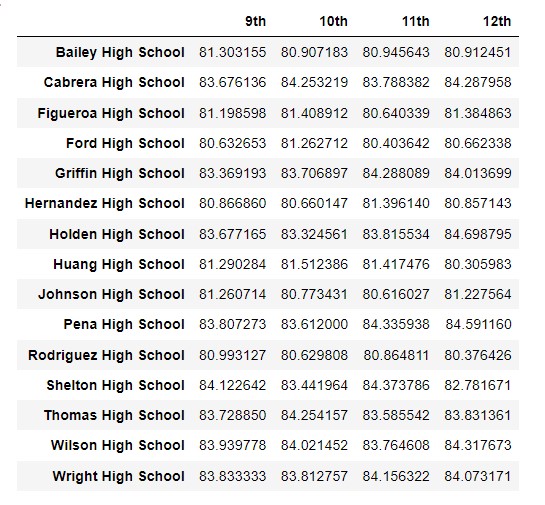 9th 10th 11th 12th
Bailey High School 81.303155 80.907183 80.945643 80.912451
Cabrera High School 83.676136 84.253219 83.788382 84.287958
Figueroa High School 81.198598 81.408912 80.640339 81.384863
Ford High School 80.632653 81.262712 80.403642 80.662338
Griffin High School 83.369193 83.706897 84.288089 84.013699
Hernandez High School 80.866860 80.660147 81.396140 80.857143
Holden High School 83.677165 83.324561 83.815534 84.698795
Huang High School 81.290284 81.512386 81.417476 80.305983
Johnson High School 81.260714 80.773431 80.616027 81.227564
Pena High School 83.807273 83.612000 84.335938 84.591160
Rodriguez High School 80.993127 80.629808 80.864811 80.376426
Shelton High School 84.122642 83.441964 84.373786 82.781671
Thomas High School 83.728850 84.254157 83.585542 83.831361
Wilson High School 83.939778 84.021452 83.764608 84.317673
Wright High School 83.833333 83.812757 84.156322 84.073171